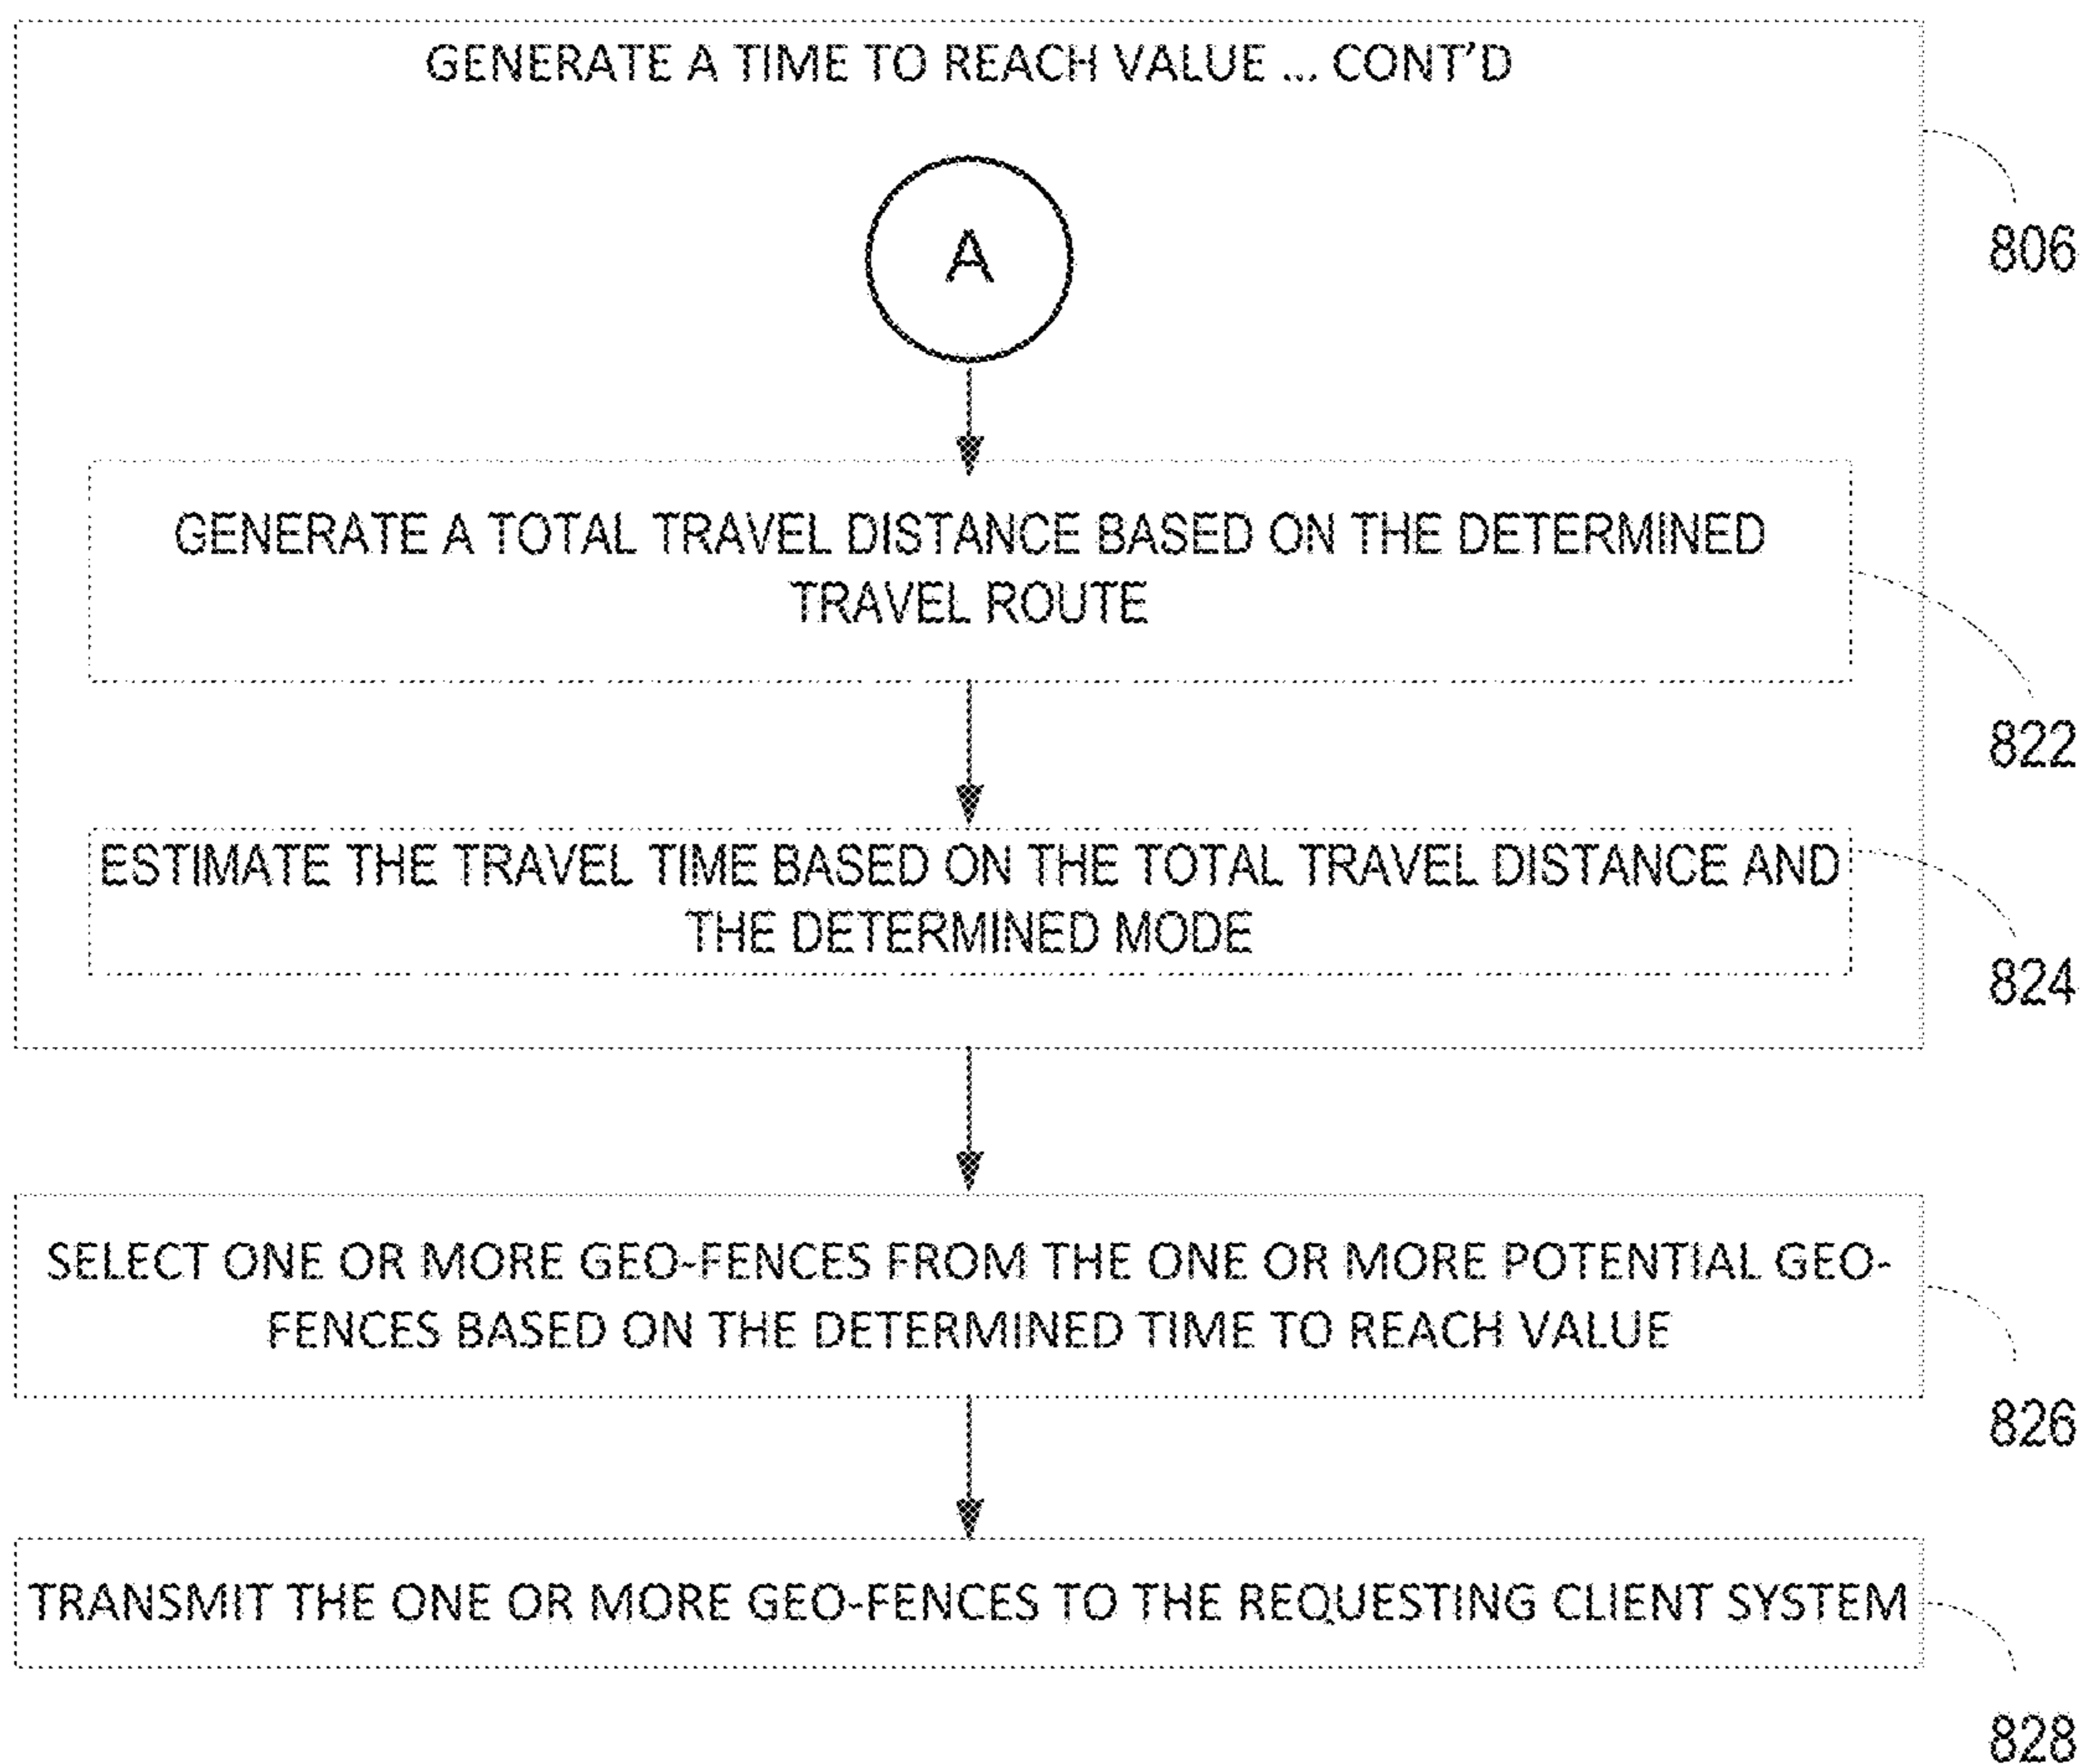 GENERATE A TIME TO REACH VALUE ... CONT'D
806
A
GENERATE A TOTAL TRAVEL DISTANCE BASED ON THE DETERMINED
TRAVEL ROUTE
822
ESTIMATE THE TRAVEL TIME BASED ON THE TOTAL TRAVEL DISTANCE AND
THE DETERMINED MODE
824
SELECT ONE OR MORE GEO-FENCES FROM THE ONE OR MORE POTENTIAL GEO-
FENCES BASED ON THE DETERMINED TIME TO REACH VALUE
826
TRANSMIT THE ONE OR MORE GEO-FENCES TO THE REQUESTING CLIENT SYSTEM
828